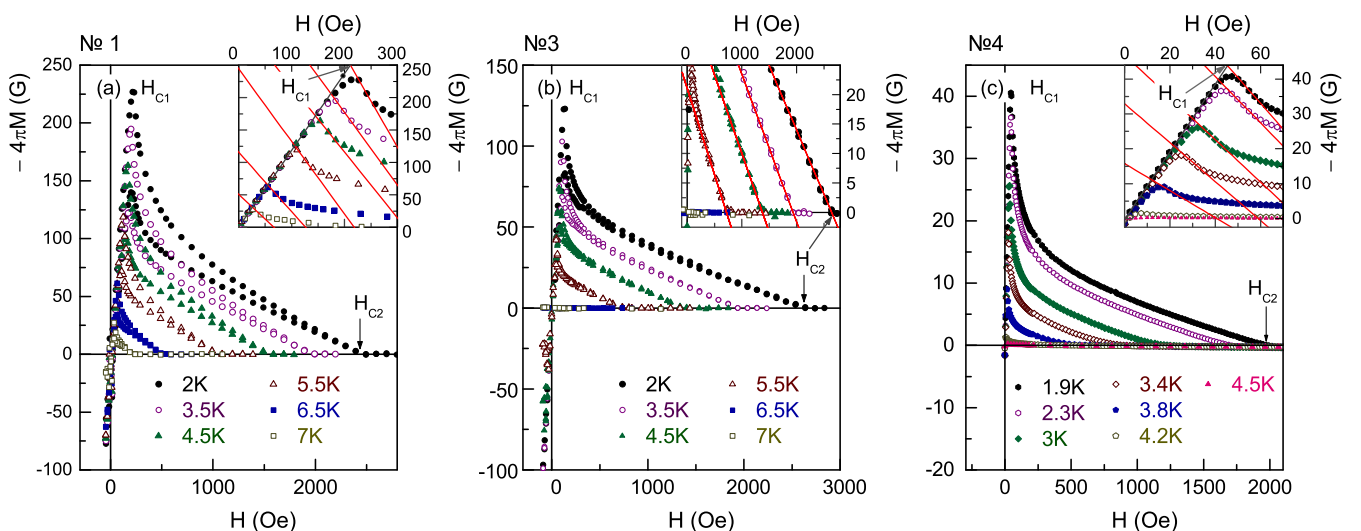 № 1
H (Oe)
0 100 200 300
(a)
H_C1
H_C1
250
200
150
100
50
0
-50
-100
− 4πM (G)
250
200
150
100
50
0
− 4πM (G)
H_C2
2K
3.5K
4.5K
5.5K
6.5K
7K
0 1000 2000
H (Oe)
№3
H (Oe)
0 1000 2000
(b)
H_C1
150
100
50
0
-50
-100
− 4πM (G)
20
15
10
5
0
− 4πM (G)
H_C2
2K
3.5K
4.5K
5.5K
6.5K
7K
0 1000 2000 3000
H (Oe)
№4
H (Oe)
0 20 40 60
(c)
H_C1
H_C1
40
30
20
10
0
-10
-20
− 4πM (G)
40
30
20
10
0
− 4πM (G)
H_C2
1.9K
2.3K
3K
3.4K
3.8K
4.2K
4.5K
0 500 1000 1500 2000
H (Oe)